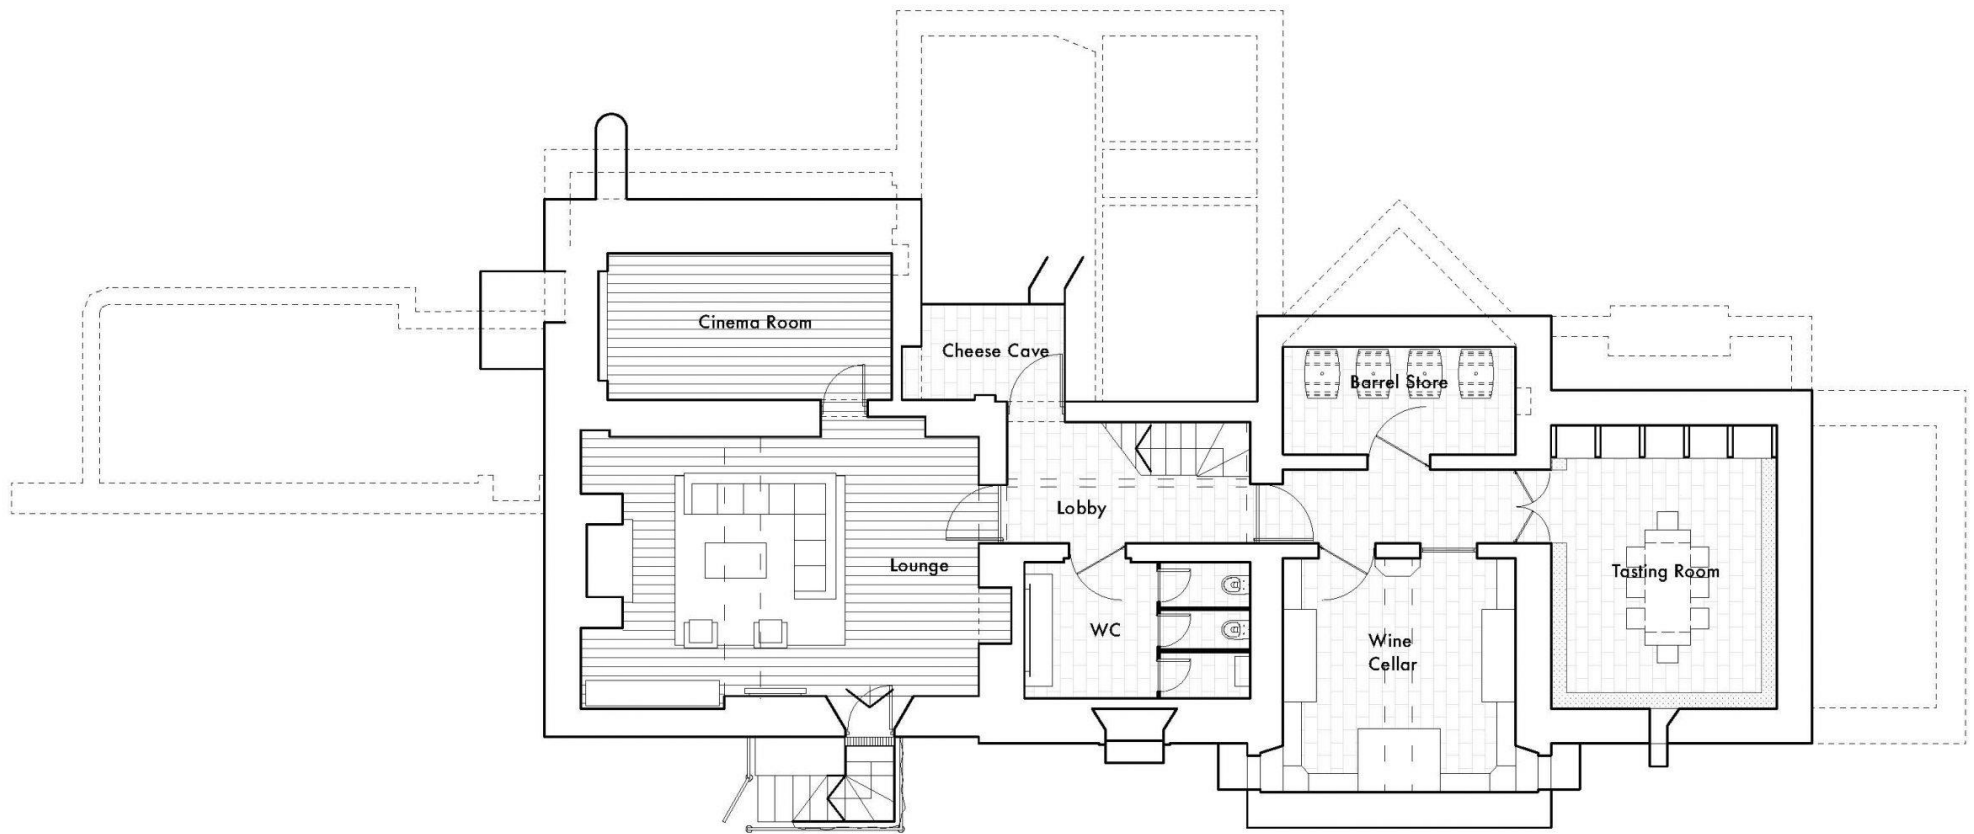 Cinema Room
Cheese Cave
Barrel Store
Lobby
Lounge
Tasting Room
WC
Wine
Cellar